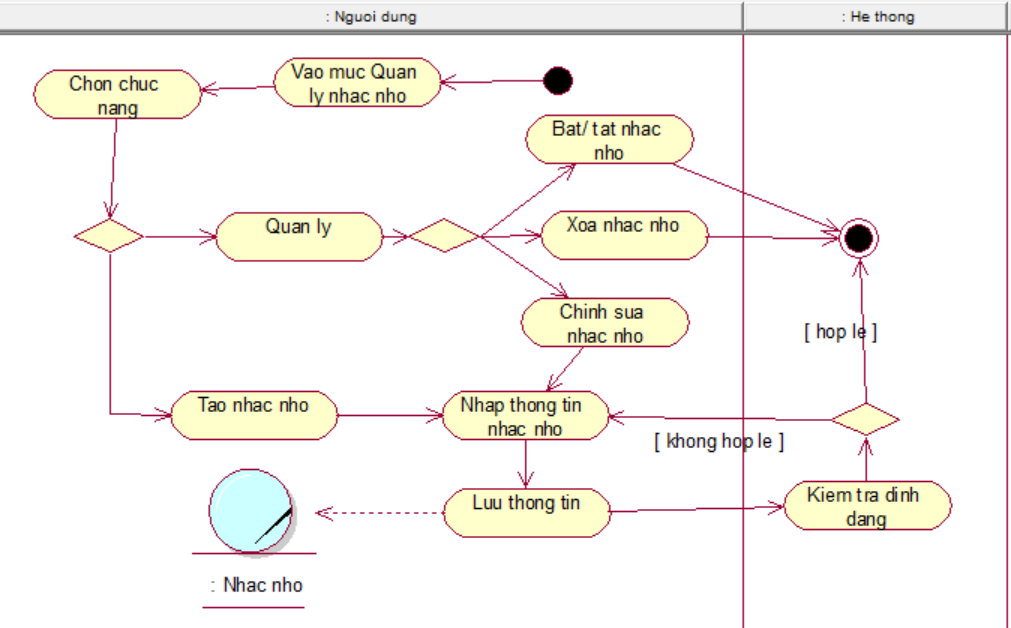 : Nguoi dung
: He thong
Chon chuc
nang
Vao muc Quan
ly nhac nho
Bat/ tat nhac
nho
Quan ly
Xoa nhac nho
Chinh sua
nhac nho
[ hop le ]
Tao nhac nho
Nhap thong tin
nhac nho
[ khong hop le ]
Luu thong tin
Kiem tra dinh
dang
: Nhac nho